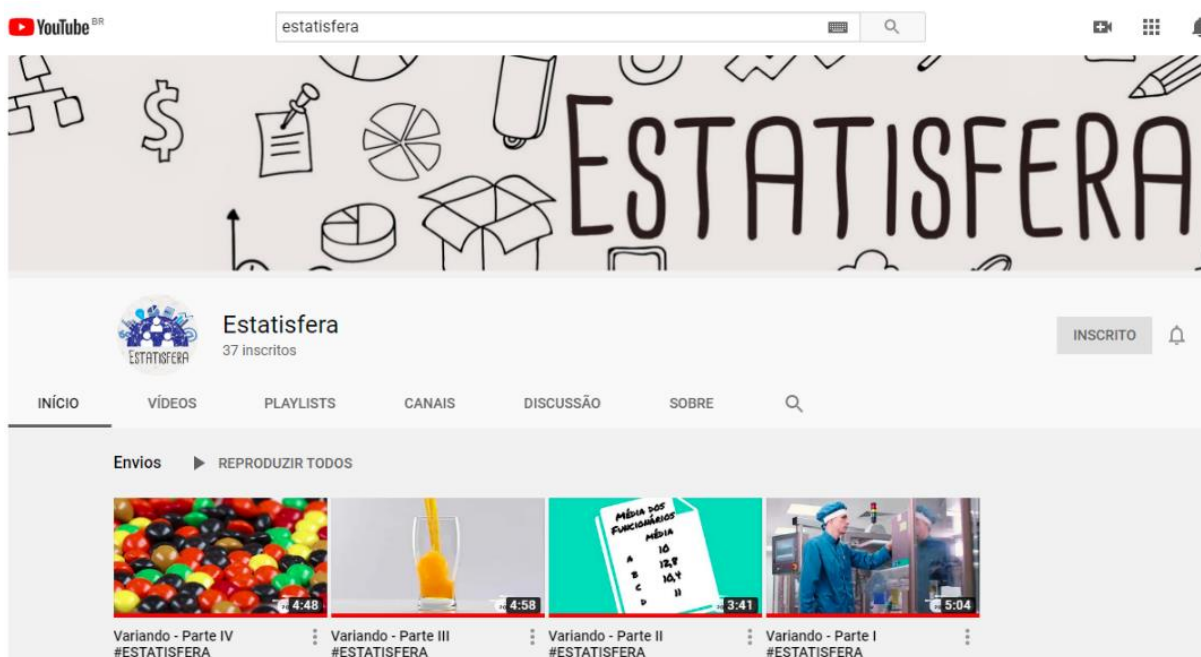 YouTube BR
estatisfera
$
ESTATISFERA
ESTATISFERA
Estatisfera
37 inscritos
INSCRITO
INÍCIO
VÍDEOS
PLAYLISTS
CANAIS
DISCUSSÃO
SOBRE
Envios
REPRODUZIR TODOS
4:48
4:58
MÉDIA DOS
FUNCIONÁRIOS
MÉDIA
A 10
B 12,8
C 10,4
D 11
3:41
5:04
Variando - Parte IV
#ESTATISFERA
Variando - Parte III
#ESTATISFERA
Variando - Parte II
#ESTATISFERA
Variando - Parte I
#ESTATISFERA